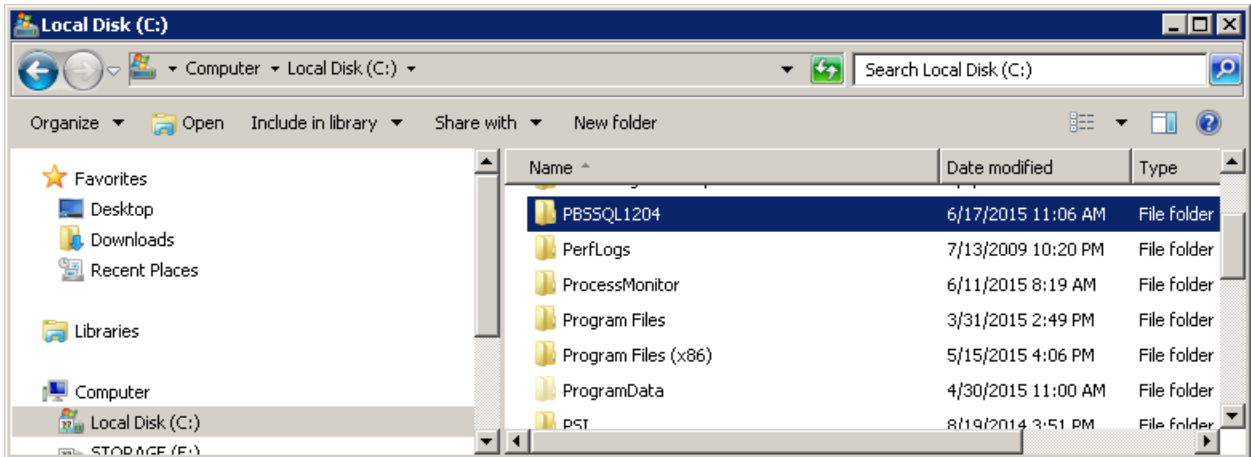 Local Disk (C:)
Computer Local Disk (C:) Search Local Disk (C:)
Organize Open Include in library Share with New folder
Name Date modified Type
Favorites
Desktop
Downloads
Recent Places
Libraries
Computer
Local Disk (C:)
STORAGE (E:)
PBSSQL1204 6/17/2015 11:06 AM File folder
PerfLogs 7/13/2009 10:20 PM File folder
ProcessMonitor 6/11/2015 8:19 AM File folder
Program Files 3/31/2015 2:49 PM File folder
Program Files (x86) 5/15/2015 4:06 PM File folder
ProgramData 4/30/2015 11:00 AM File folder
PSI 8/19/2014 3:51 PM File folder